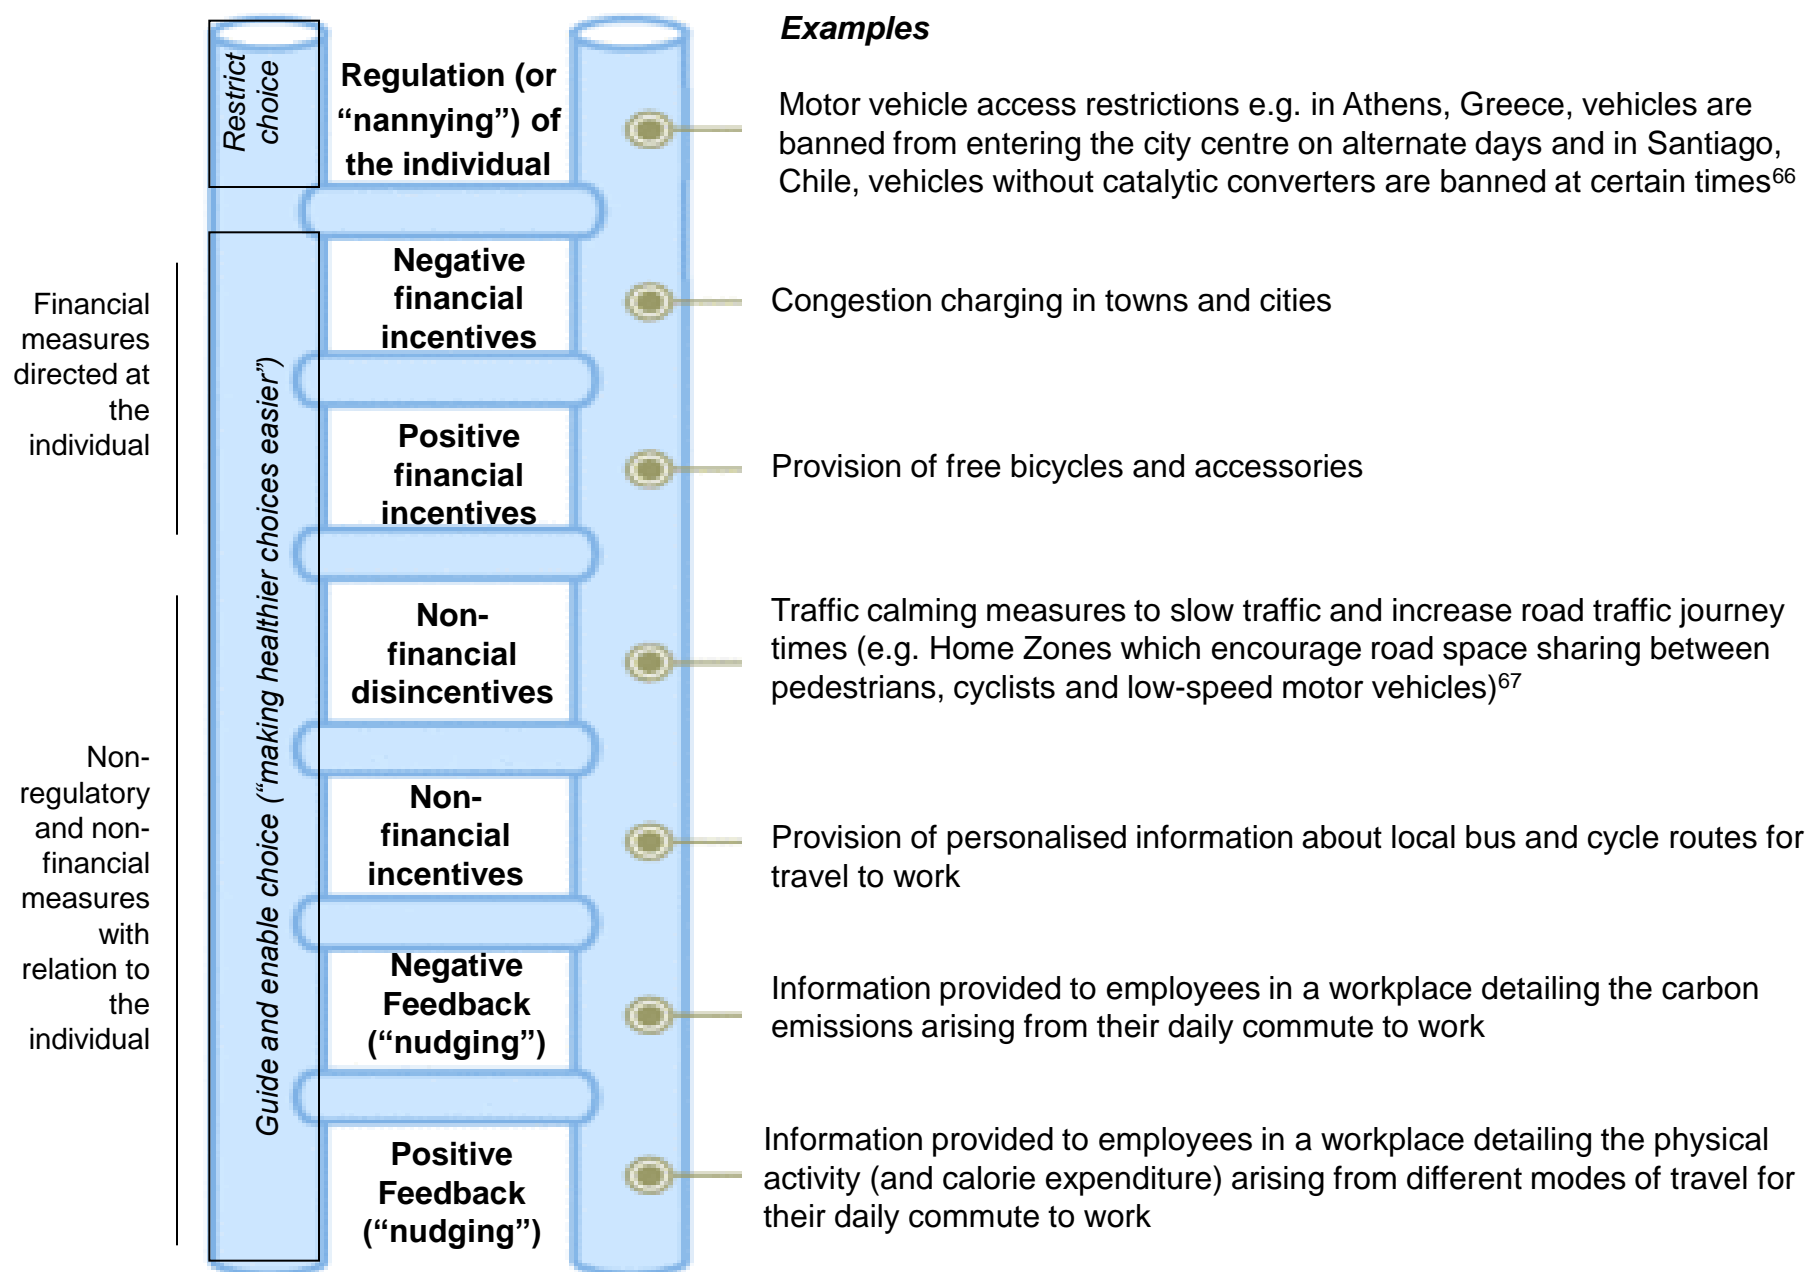 Examples
Restrict
choice
Regulation (or
“nannying”) of
the individual
Motor vehicle access restrictions e.g. in Athens, Greece, vehicles are
banned from entering the city centre on alternate days and in Santiago,
Chile, vehicles without catalytic converters are banned at certain times66
Financial
measures
directed at
the
individual
Guide and enable choice (“making healthier choices easier”)
Negative
financial
incentives
Congestion charging in towns and cities
Positive
financial
incentives
Provision of free bicycles and accessories
Non-
regulatory
and non-
financial
measures
with
relation to
the
individual
Non-
financial
disincentives
Traffic calming measures to slow traffic and increase road traffic journey
times (e.g. Home Zones which encourage road space sharing between
pedestrians, cyclists and low-speed motor vehicles)67
Non-
financial
incentives
Provision of personalised information about local bus and cycle routes for
travel to work
Negative
Feedback
(“nudging”)
Information provided to employees in a workplace detailing the carbon
emissions arising from their daily commute to work
Positive
Feedback
(“nudging”)
Information provided to employees in a workplace detailing the physical
activity (and calorie expenditure) arising from different modes of travel for
their daily commute to work